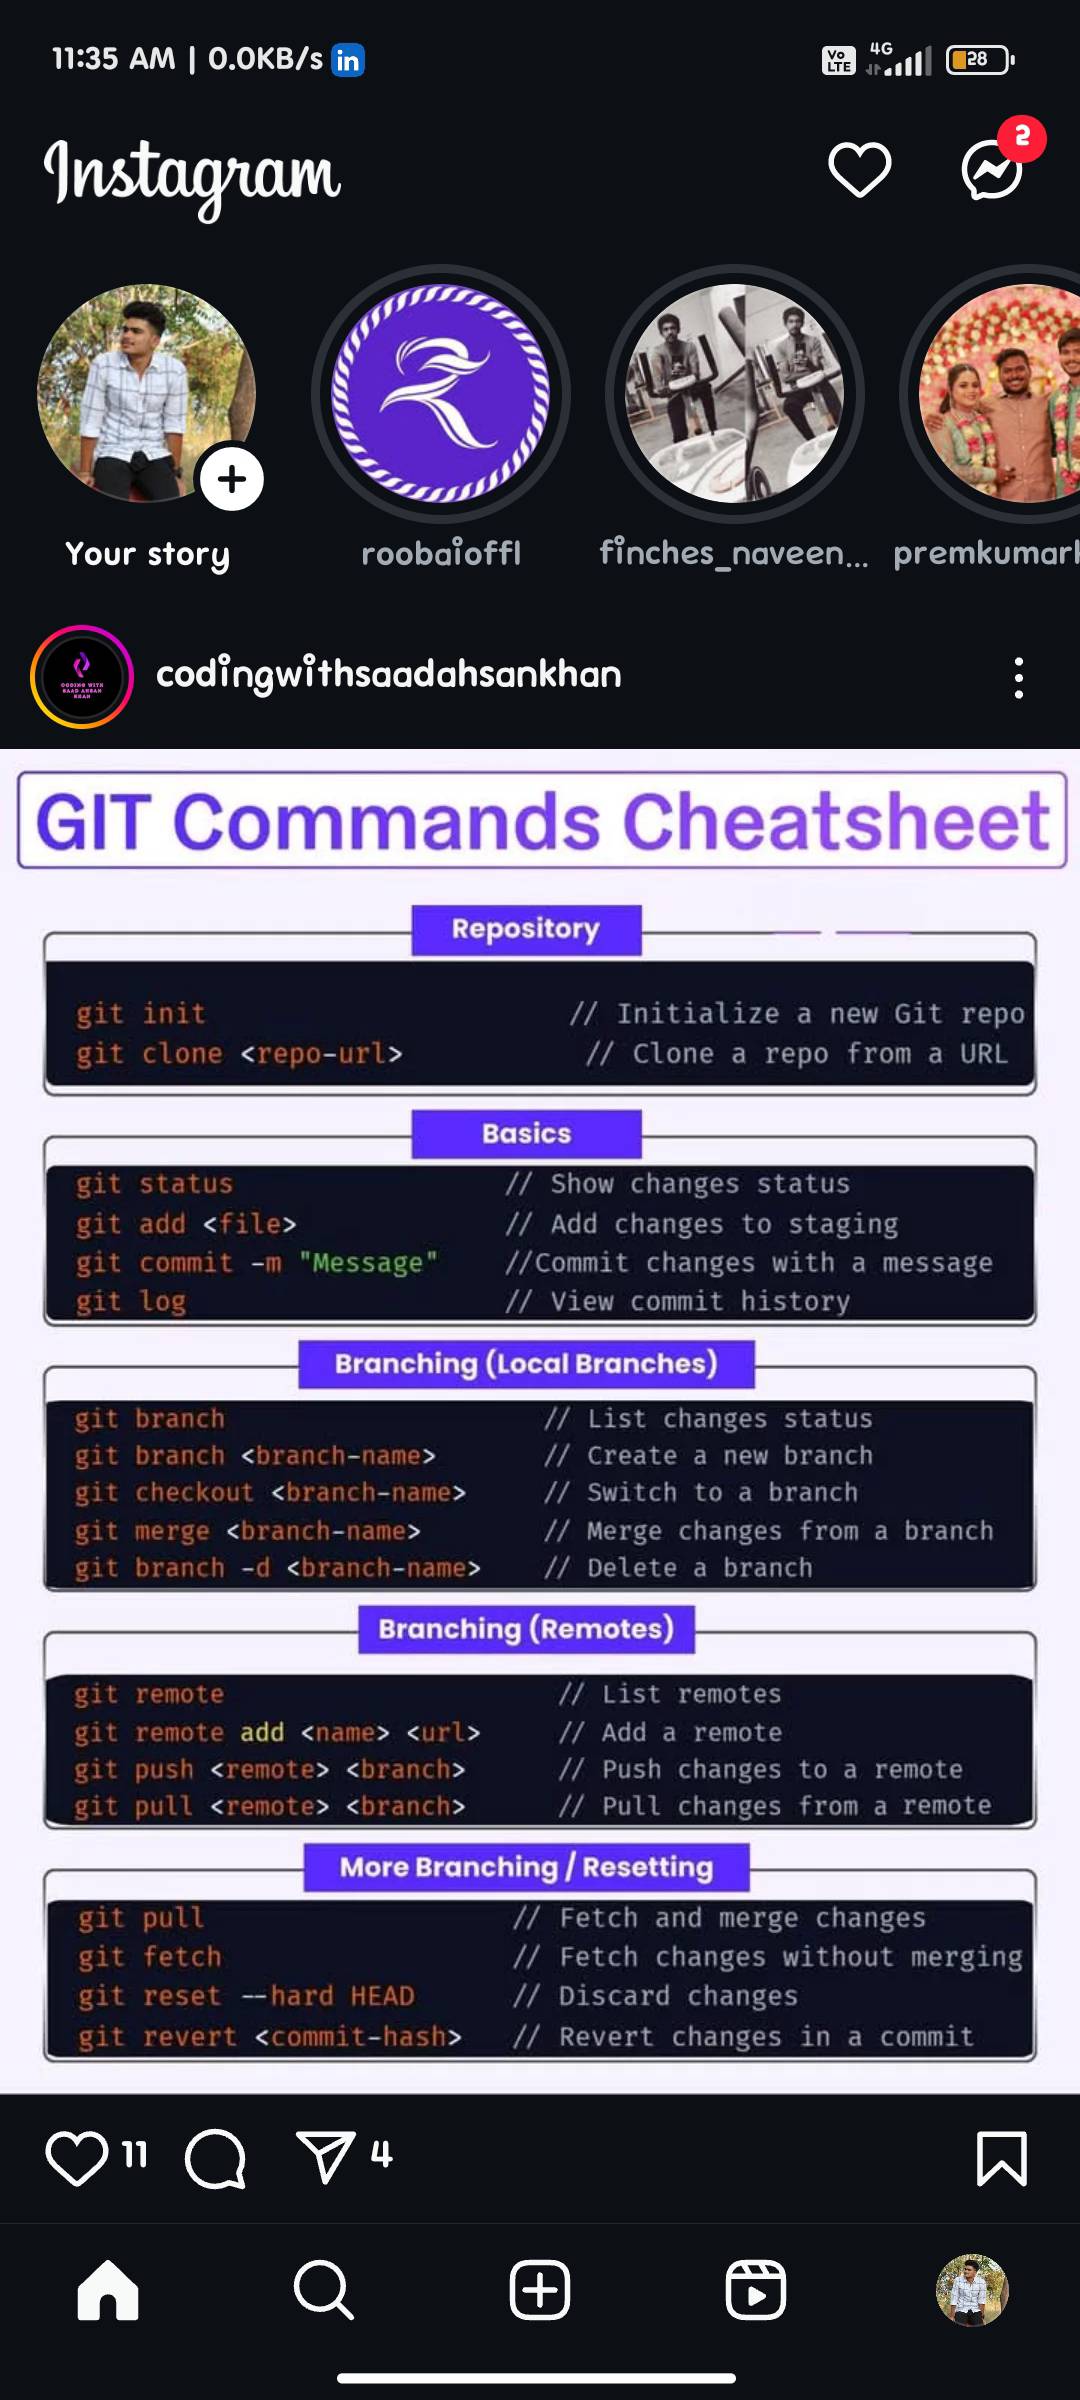 11:35 AM | 0.0KB/s in
Vo LTE 4G 28
Instagram
2
Your story
roobaioffl
finches_naveen...
premkumar
codingwithsaadahsankhan
CODING WITH
SAAD AHSAN
KHAN
GIT Commands Cheatsheet
Repository
git init // Initialize a new Git repo
git clone <repo-url> // Clone a repo from a URL
Basics
git status // Show changes status
git add <file> // Add changes to staging
git commit -m "Message" //Commit changes with a message
git log // View commit history
Branching (Local Branches)
git branch // List changes status
git branch <branch-name> // Create a new branch
git checkout <branch-name> // Switch to a branch
git merge <branch-name> // Merge changes from a branch
git branch -d <branch-name> // Delete a branch
Branching (Remotes)
git remote // List remotes
git remote add <name> <url> // Add a remote
git push <remote> <branch> // Push changes to a remote
git pull <remote> <branch> // Pull changes from a remote
More Branching / Resetting
git pull // Fetch and merge changes
git fetch // Fetch changes without merging
git reset --hard HEAD // Discard changes
git revert <commit-hash> // Revert changes in a commit
11
4